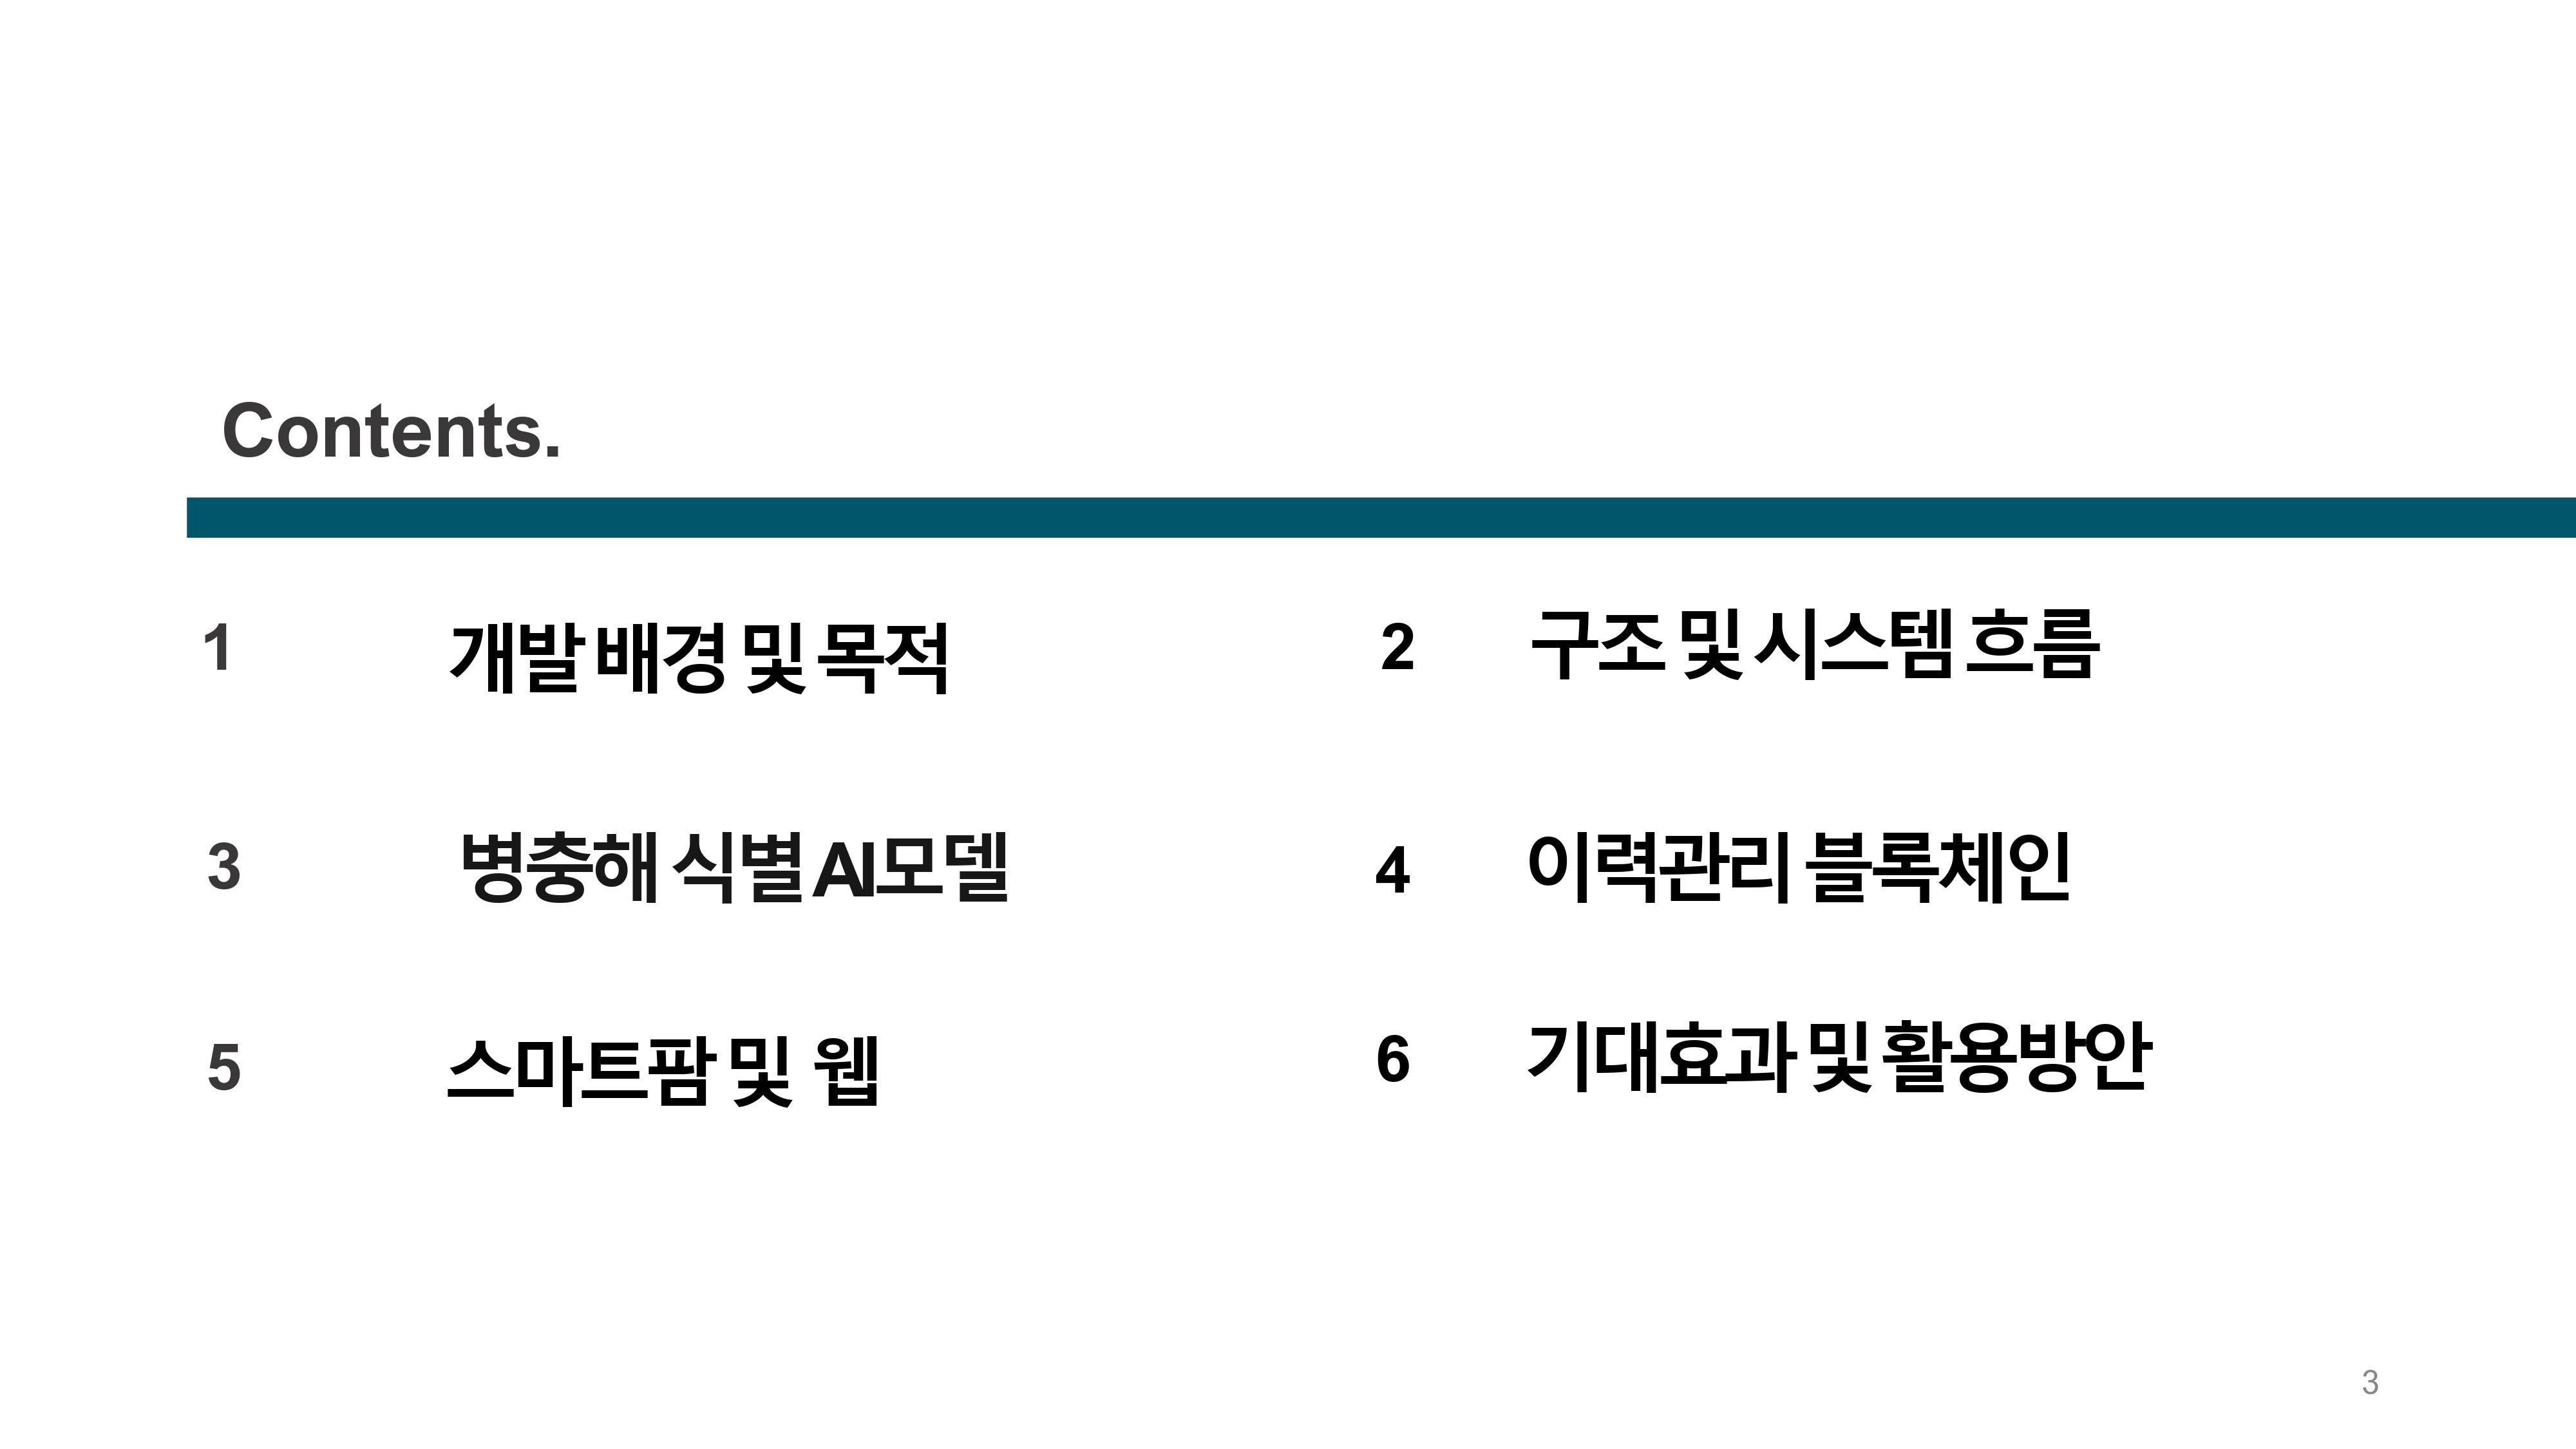 Contents.
1 개발 배경 및 목적
2 구조 및 시스템 흐름
3 병충해 식별 AI모델
4 이력관리 블록체인
5 스마트팜 및 웹
6 기대효과 및 활용방안
3